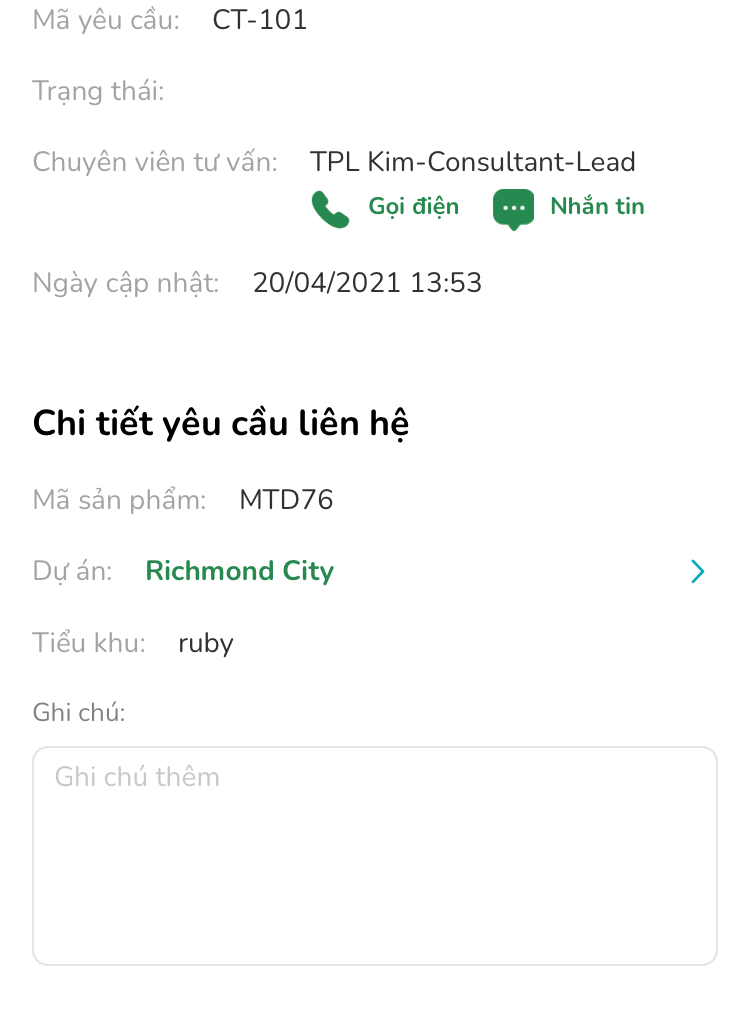 Mã yêu cầu: CT-101
Trạng thái:
Chuyên viên tư vấn: TPL Kim-Consultant-Lead
Gọi điện Nhắn tin
Ngày cập nhật: 20/04/2021 13:53
Chi tiết yêu cầu liên hệ
Mã sản phẩm: MTD76
Dự án: Richmond City
Tiểu khu: ruby
Ghi chú:
Ghi chú thêm